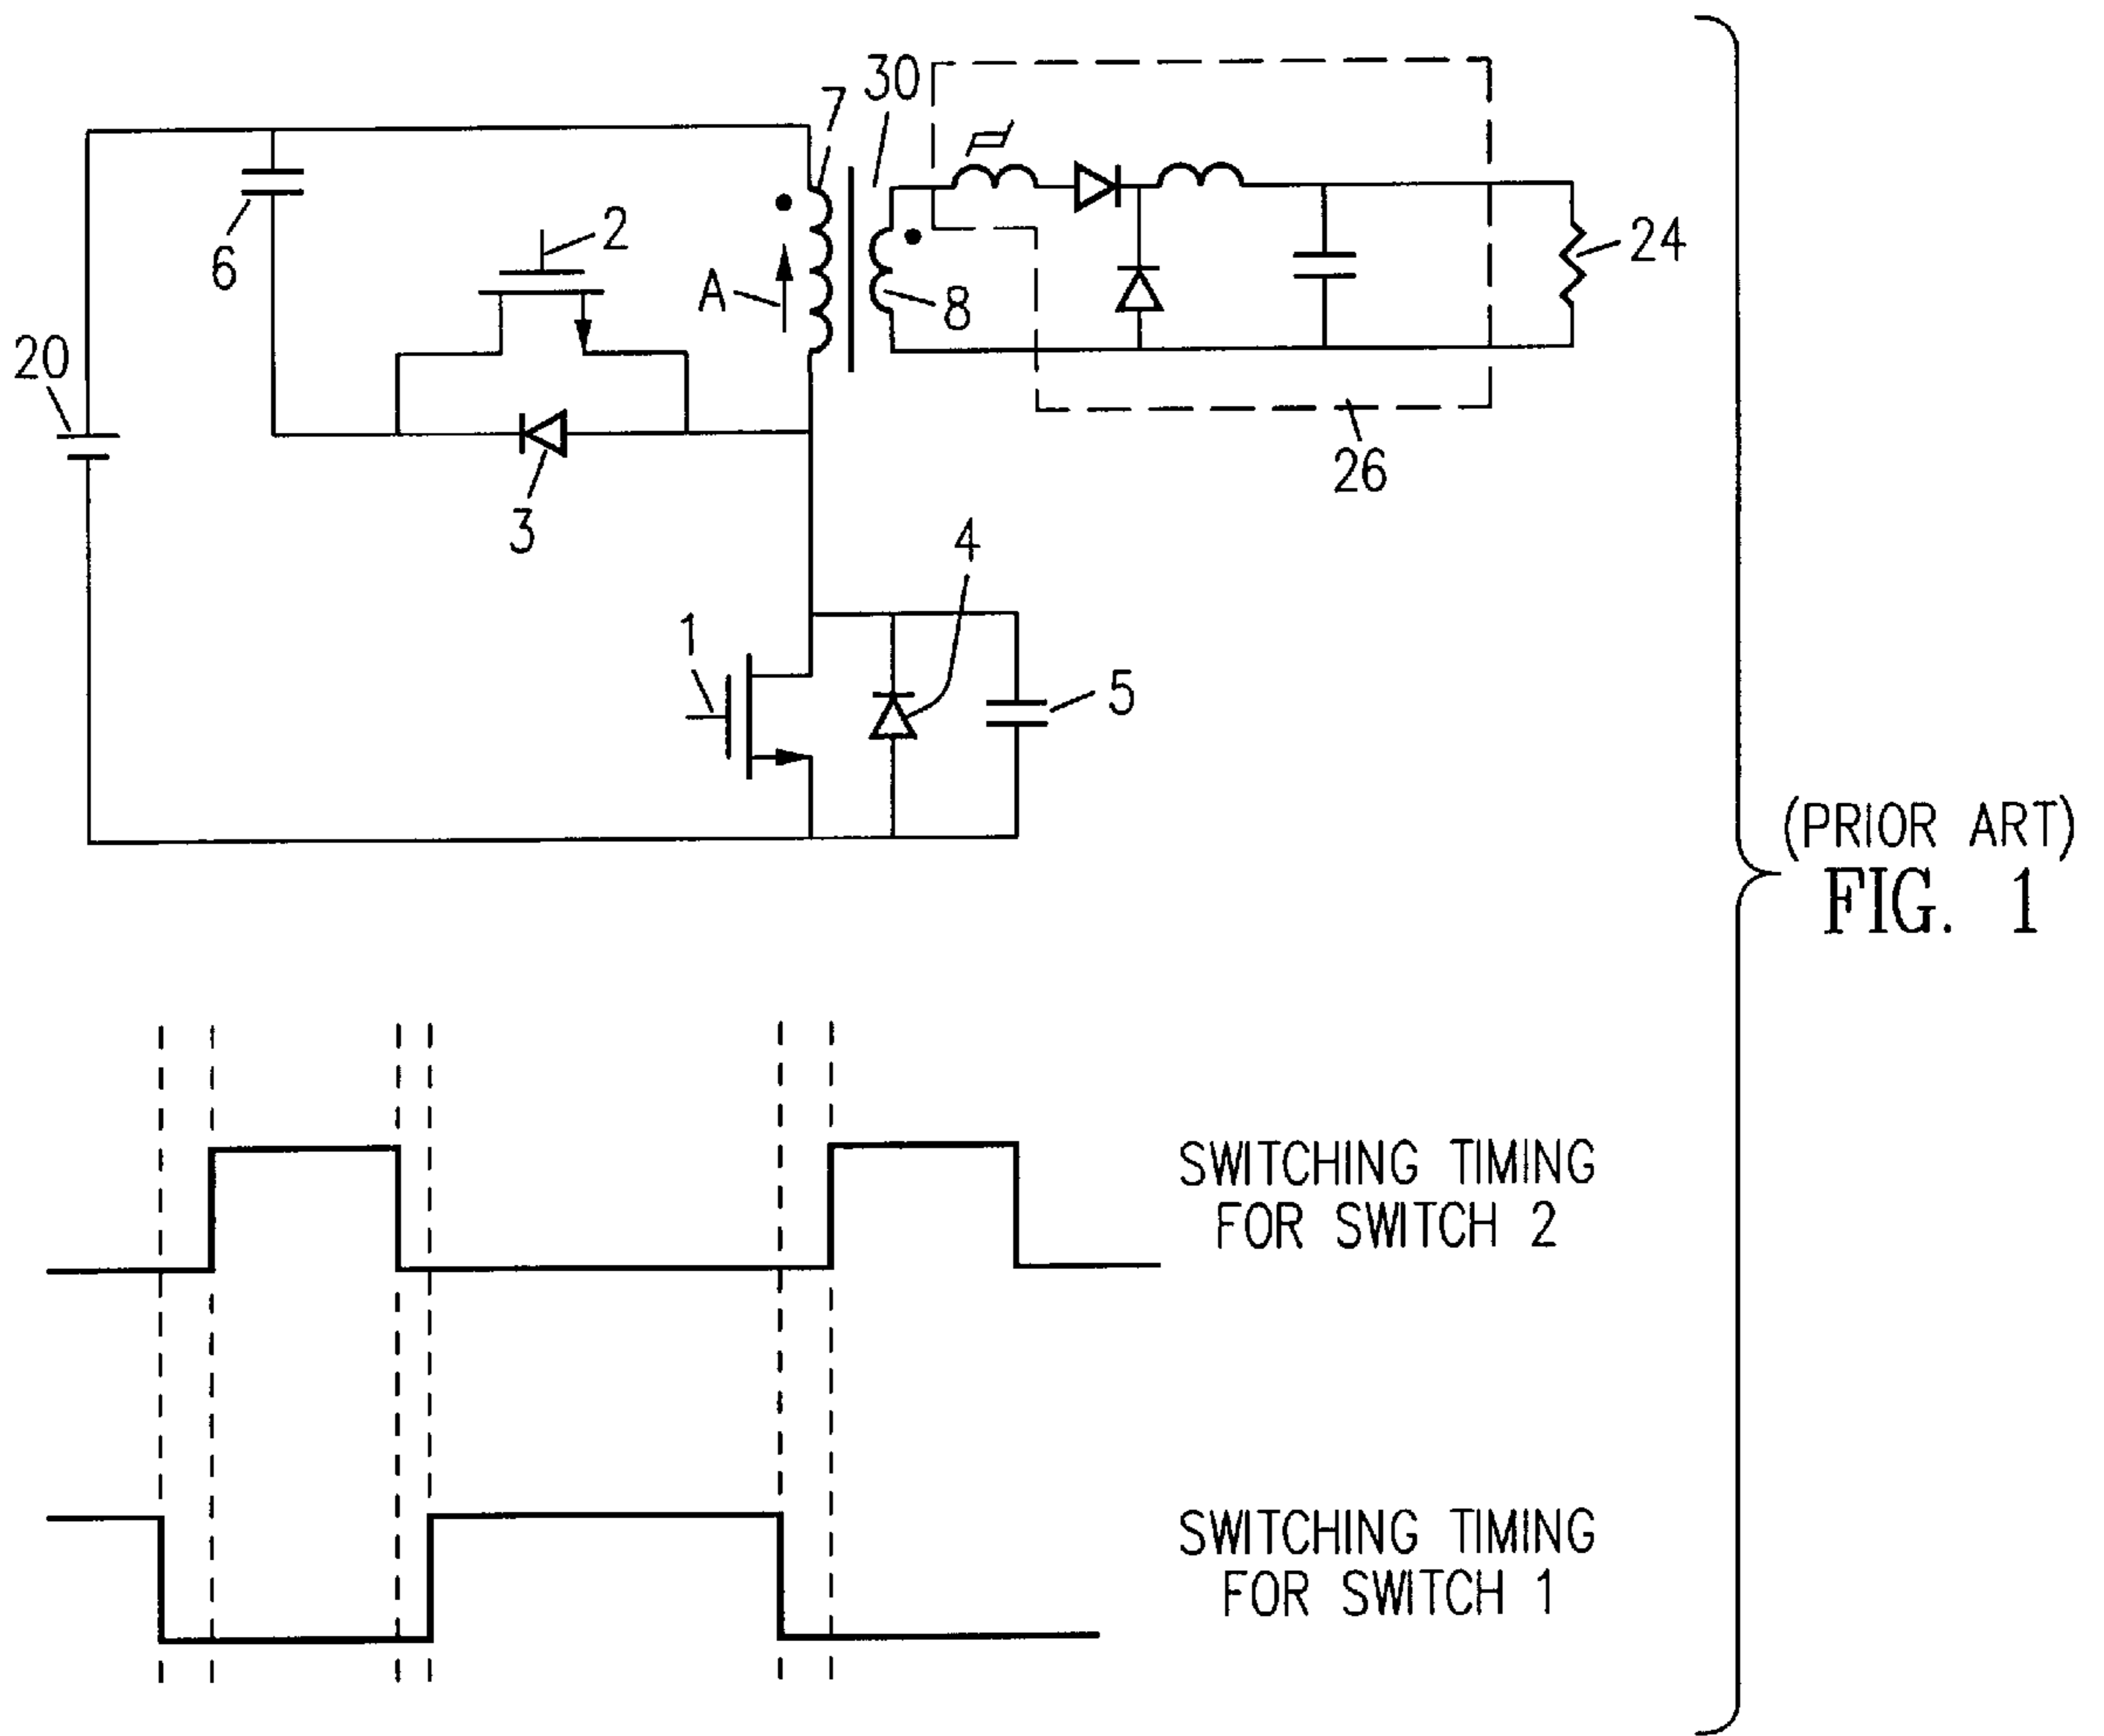 30
7
2
6
A
8
24
20
26
3
4
1
5
(PRIOR ART)
FIG. 1
SWITCHING TIMING
FOR SWITCH 2
SWITCHING TIMING
FOR SWITCH 1